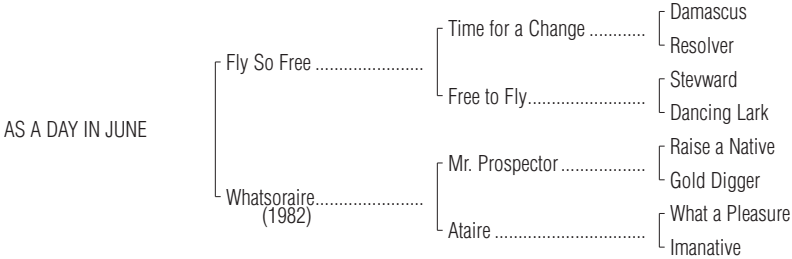 Damascus
Time for a Change ............
Resolver
Fly So Free .......................
Stevward
Free to Fly.........................
Dancing Lark
AS A DAY IN JUNE
Raise a Native
Mr. Prospector ..................
Gold Digger
Whatsoraire.......................
(1982)
What a Pleasure
Ataire ................................
Imanative